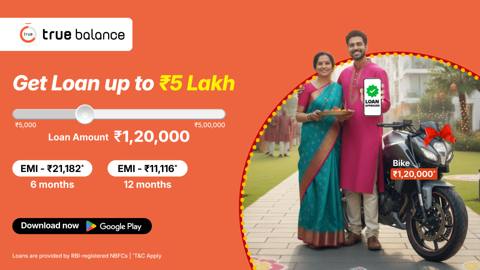 true
true balance
Get Loan up to ₹5 Lakh
₹5,000
₹5,00,000
Loan Amount ₹1,20,000
EMI - ₹21,182*
6 months
EMI - ₹11,116*
12 months
Download now
Google Play
Loans are provided by RBI-registered NBFCs | *T&C Apply
LOAN
APPROVED
Bike
₹1,20,000*